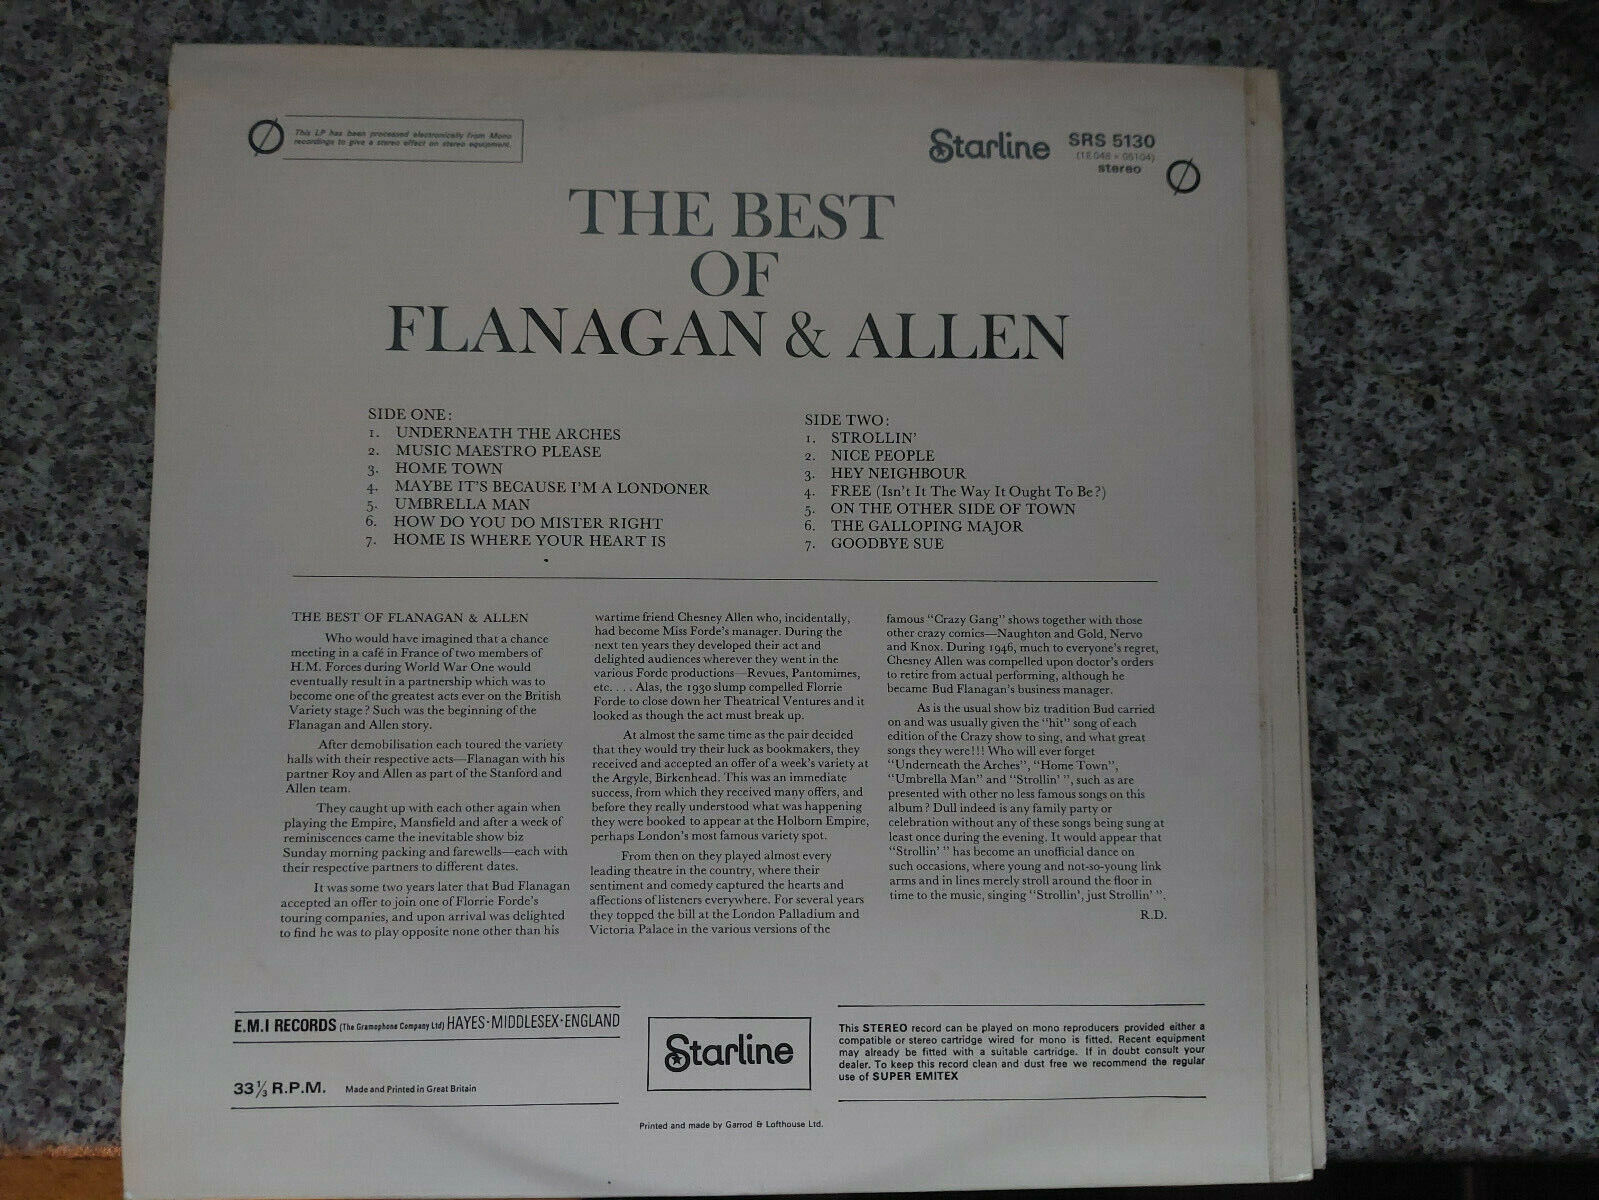 This LP has been processed electronically from Mono
recordings to give a stereo effect on stereo equipment.
Starline
SRS 5130
stereo
THE BEST
OF
FLANAGAN & ALLEN
SIDE ONE:
1. UNDERNEATH THE ARCHES
2. MUSIC MAESTRO PLEASE
3. HOME TOWN
4. MAYBE IT'S BECAUSE I'M A LONDONER
5. UMBRELLA MAN
6. HOW DO YOU DO MISTER RIGHT
7. HOME IS WHERE YOUR HEART IS
SIDE TWO:
1. STROLLIN'
2. NICE PEOPLE
3. HEY NEIGHBOUR
4. FREE (Isn't It The Way It Ought To Be?)
5. ON THE OTHER SIDE OF TOWN
6. THE GALLOPING MAJOR
7. GOODBYE SUE
THE BEST OF FLANAGAN & ALLEN
Who would have imagined that a chance
meeting in a café in France of two members of
H.M. Forces during World War One would
eventually result in a partnership which was to
become one of the greatest acts ever on the British
Variety stage? Such was the beginning of the
Flanagan and Allen story.
After demobilisation each toured the variety
halls with their respective acts—Flanagan with his
partner Roy and Allen as part of the Stanford and
Allen team.
They caught up with each other again when
playing the Empire, Mansfield and after a week of
reminiscences came the inevitable show biz
Sunday morning packing and farewells—each with
their respective partners to different dates.
It was some two years later that Bud Flanagan
accepted an offer to join one of Florrie Forde's
touring companies, and upon arrival was delighted
to find he was to play opposite none other than his
wartime friend Chesney Allen who, incidentally,
had become Miss Forde's manager. During the
next ten years they developed their act and
delighted audiences wherever they went in the
various Forde productions—Revues, Pantomimes,
etc. . . . Alas, the 1930 slump compelled Florrie
Forde to close down her Theatrical Ventures and it
looked as though the act must break up.
At almost the same time as the pair decided
that they would try their luck as bookmakers, they
received and accepted an offer of a week's variety at
the Argyle, Birkenhead. This was an immediate
success, from which they received many offers, and
before they really understood what was happening
they were booked to appear at the Holborn Empire,
perhaps London's most famous variety spot.
From then on they played almost every
leading theatre in the country, where their
sentiment and comedy captured the hearts and
affections of listeners everywhere. For several years
they topped the bill at the London Palladium and
Victoria Palace in the various versions of the
famous "Crazy Gang" shows together with those
other crazy comics—Naughton and Gold, Nervo
and Knox. During 1946, much to everyone's regret,
Chesney Allen was compelled upon doctor's orders
to retire from actual performing, although he
became Bud Flanagan's business manager.
As is the usual show biz tradition Bud carried
on and was usually given the "hit" song of each
edition of the Crazy show to sing, and what great
songs they were!!! Who will ever forget
"Underneath the Arches", "Home Town",
"Umbrella Man" and "Strollin' ", such as are
presented with other no less famous songs on this
album? Dull indeed is any family party or
celebration without any of these songs being sung at
least once during the evening. It would appear that
"Strollin' " has become an unofficial dance on
such occasions, where young and not-so-young link
arms and in lines merely stroll around the floor in
time to the music, singing "Strollin', just Strollin' ".
R.D.
E.M.I RECORDS (The Gramophone Company Ltd) HAYES·MIDDLESEX·ENGLAND
33⅓ R.P.M. Made and Printed in Great Britain
Starline
Printed and made by Garrod & Lofthouse Ltd.
This STEREO record can be played on mono reproducers provided either a
compatible or stereo cartridge wired for mono is fitted. Recent equipment
may already be fitted with a suitable cartridge. If in doubt consult your
dealer. To keep this record clean and dust free we recommend the regular
use of SUPER EMITEX